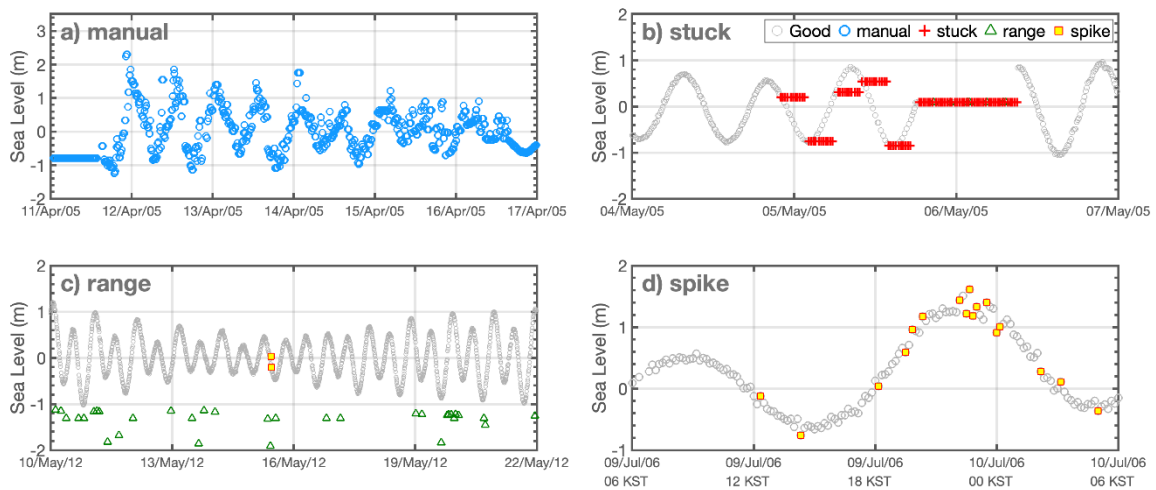 a) manual
Sea Level (m)
3
2
1
0
-1
-2
11/Apr/05 12/Apr/05 13/Apr/05 14/Apr/05 15/Apr/05 16/Apr/05 17/Apr/05
b) stuck
Good manual stuck range spike
Sea Level (m)
2
1
0
-1
-2
04/May/05 05/May/05 06/May/05 07/May/05
c) range
Sea Level (m)
2
1
0
-1
-2
10/May/12 13/May/12 16/May/12 19/May/12 22/May/12
d) spike
Sea Level (m)
2
1
0
-1
09/Jul/06 09/Jul/06 09/Jul/06 10/Jul/06 10/Jul/06
06 KST 12 KST 18 KST 00 KST 06 KST